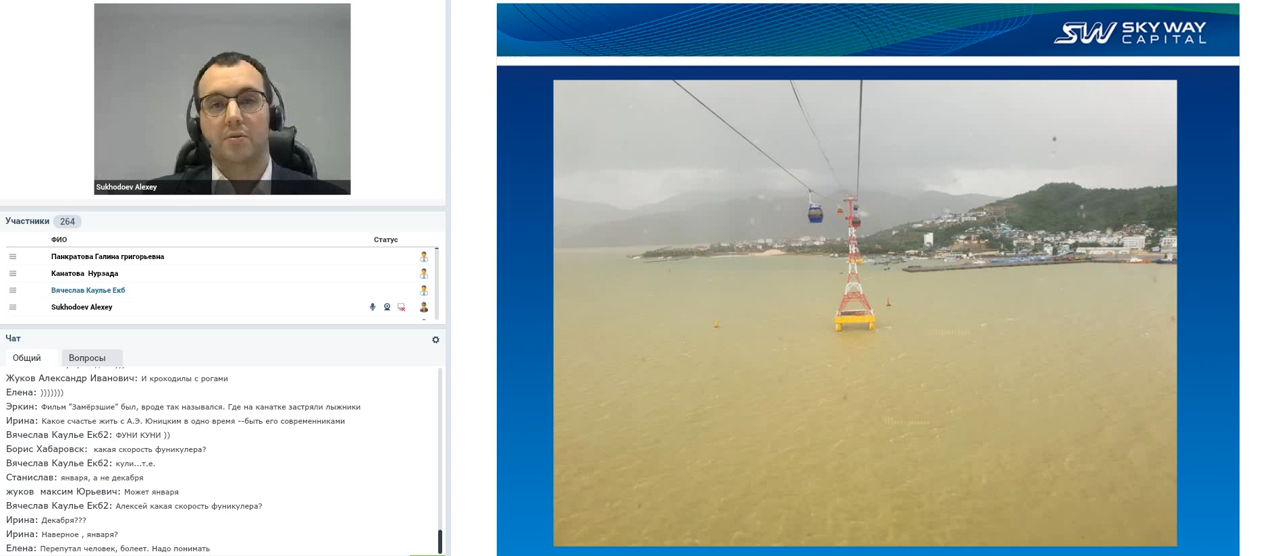 SW SKY WAY
CAPITAL
Sukhodoev Alexey
Участники 264
ФИО Статус
Панкратова Галина григорьевна
Канатова Нурзада
Вячеслав Каулье Екб
Sukhodoev Alexey
Чат
Общий Вопросы
Жуков Александр Иванович: И крокодилы с рогами
Елена: )))))))
Эркин: Фильм "Замёрзшие" был, вроде так назывался. Где на канатке застряли лыжники
Ирина: Какое счастье жить с А.Э. Юницким в одно время --быть его современниками
Вячеслав Каулье Екб2: ФУНИ КУНИ ))
Борис Хабаровск: какая скорость фуникулера?
Вячеслав Каулье Екб2: кули...т.е.
Станислав: января, а не декабря
жуков максим Юрьевич: Может января
Вячеслав Каулье Екб2: Алексей какая скорость фуникулера?
Ирина: Декабря???
Ирина: Наверное , января?
Елена: Перепутал человек, болеет. Надо понимать